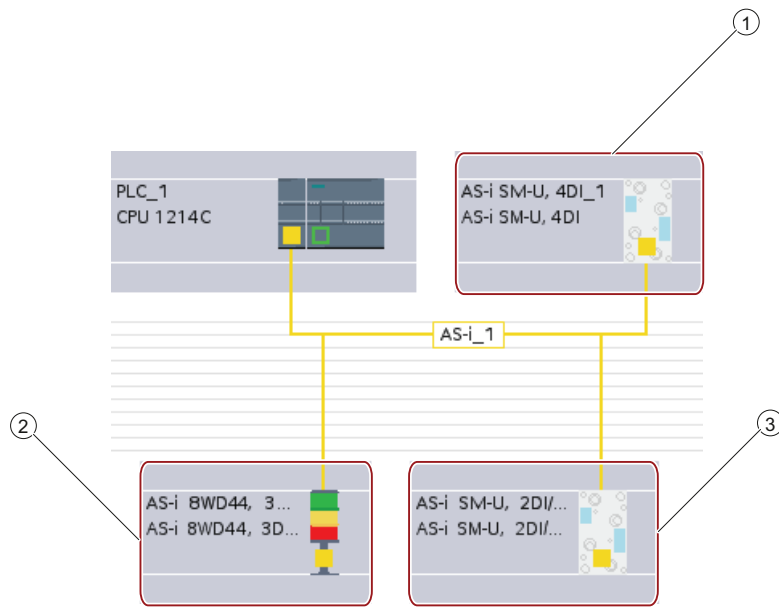 1
PLC_1
CPU 1214C
AS-i SM-U, 4DI_1
AS-i SM-U, 4DI
AS-i_1
2
3
AS-i 8WD44, 3...
AS-i 8WD44, 3D...
AS-i SM-U, 2DI/...
AS-i SM-U, 2DI/...